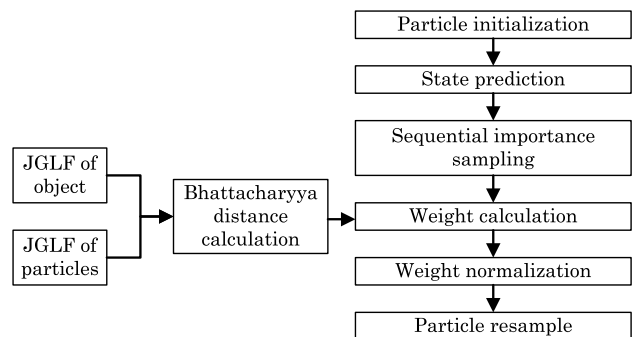 Particle initialization
State prediction
Sequential importance
sampling
JGLF of
object
Bhattacharyya
distance
calculation
JGLF of
particles
Weight calculation
Weight normalization
Particle resample